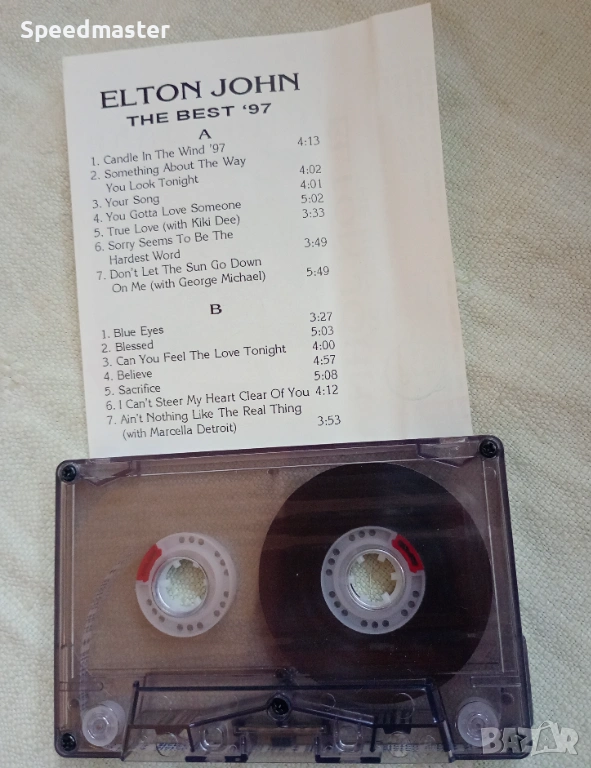 Speedmaster
ELTON JOHN
THE BEST '97
A
1. Candle In The Wind '97 4:13
2. Something About The Way
You Look Tonight 4:02
3. Your Song 4:01
4. You Gotta Love Someone 5:02
5. True Love (with Kiki Dee) 3:33
6. Sorry Seems To Be The
Hardest Word 3:49
7. Don't Let The Sun Go Down
On Me (with George Michael) 5:49
B
1. Blue Eyes 3:27
2. Blessed 5:03
3. Can You Feel The Love Tonight 4:00
4. Believe 4:57
5. Sacrifice 5:08
6. I Can't Steer My Heart Clear Of You 4:12
7. Ain't Nothing Like The Real Thing
(with Marcella Detroit) 3:53
BAZAR